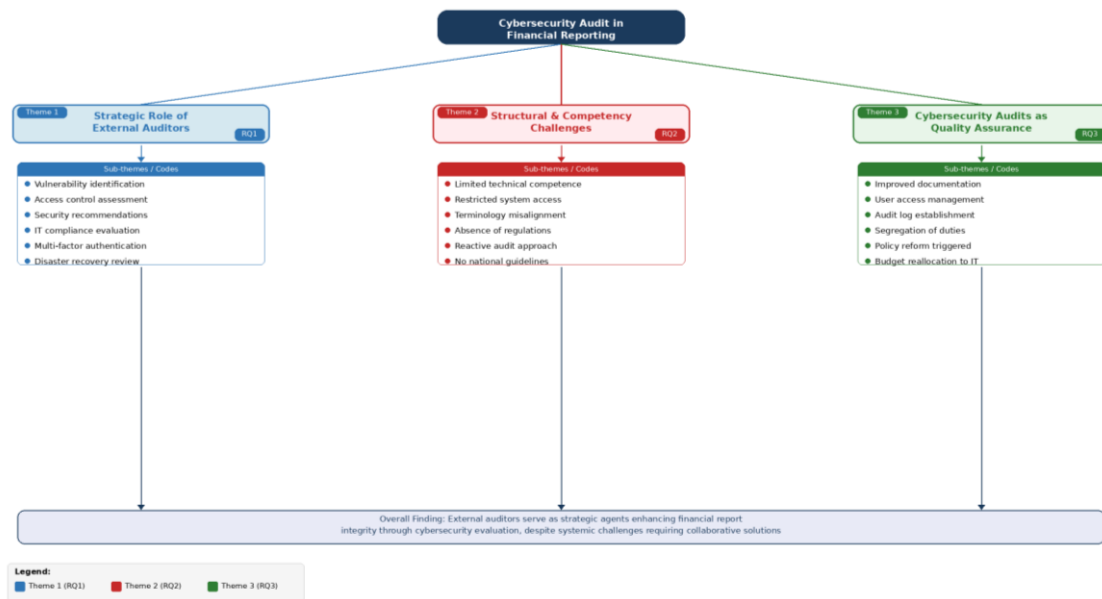 Cybersecurity Audit in
Financial Reporting
Theme 1
Strategic Role of
External Auditors
RQ1
Sub-themes / Codes
Vulnerability identification
Access control assessment
Security recommendations
IT compliance evaluation
Multi-factor authentication
Disaster recovery review
Theme 2
Structural & Competency
Challenges
RQ2
Sub-themes / Codes
Limited technical competence
Restricted system access
Terminology misalignment
Absence of regulations
Reactive audit approach
No national guidelines
Theme 3
Cybersecurity Audits as
Quality Assurance
RQ3
Sub-themes / Codes
Improved documentation
User access management
Audit log establishment
Segregation of duties
Policy reform triggered
Budget reallocation to IT
Overall Finding: External auditors serve as strategic agents enhancing financial report
integrity through cybersecurity evaluation, despite systemic challenges requiring collaborative solutions
Legend:
Theme 1 (RQ1)
Theme 2 (RQ2)
Theme 3 (RQ3)